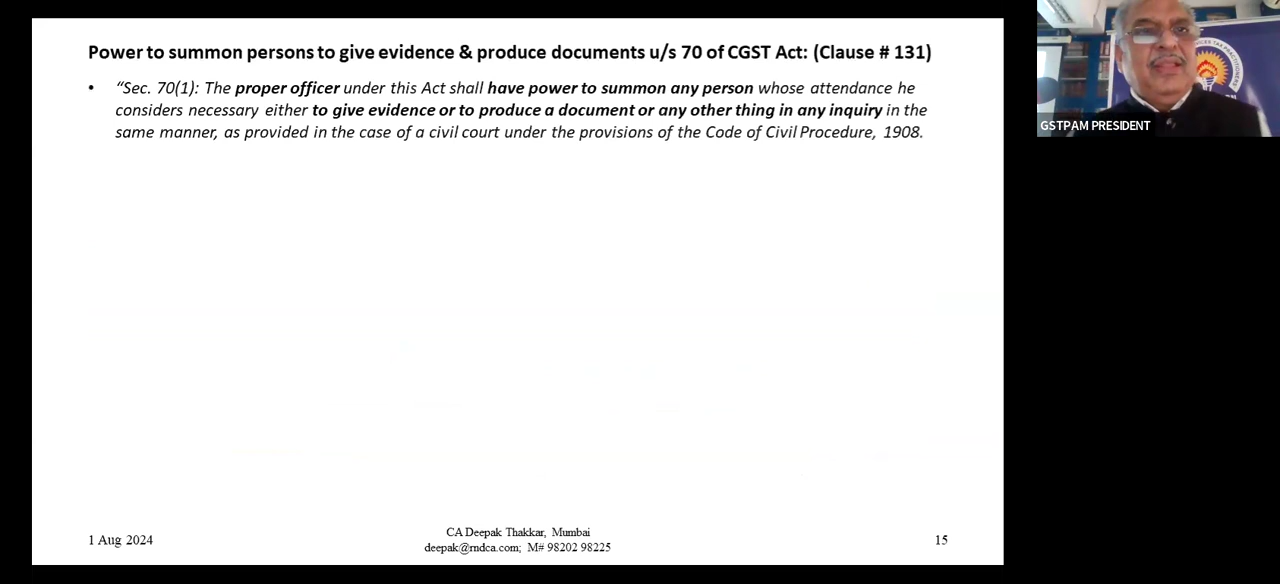 Power to summon persons to give evidence & produce documents u/s 70 of CGST Act: (Clause # 131)
• “Sec. 70(1): The proper officer under this Act shall have power to summon any person whose attendance he
considers necessary either to give evidence or to produce a document or any other thing in any inquiry in the
same manner, as provided in the case of a civil court under the provisions of the Code of Civil Procedure, 1908.
1 Aug 2024
CA Deepak Thakkar, Mumbai
deepak@rndca.com; M# 98202 98225
15
GSTPAM PRESIDENT